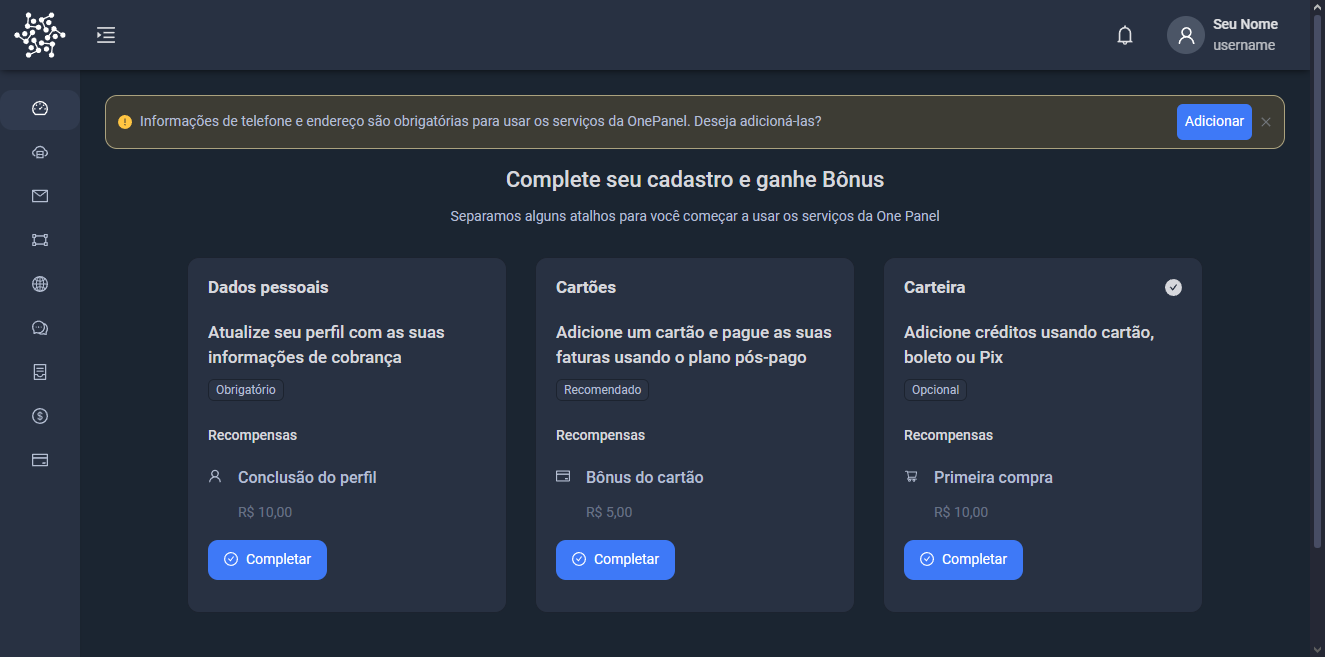 Seu Nome
username
Informações de telefone e endereço são obrigatórias para usar os serviços da OnePanel. Deseja adicioná-las?
Adicionar
Complete seu cadastro e ganhe Bônus
Separamos alguns atalhos para você começar a usar os serviços da One Panel
Dados pessoais
Atualize seu perfil com as suas
informações de cobrança
Obrigatório
Recompensas
Conclusão do perfil
R$ 10,00
Completar
Cartões
Adicione um cartão e pague as suas
faturas usando o plano pós-pago
Recomendado
Recompensas
Bônus do cartão
R$ 5,00
Completar
Carteira
Adicione créditos usando cartão,
boleto ou Pix
Opcional
Recompensas
Primeira compra
R$ 10,00
Completar